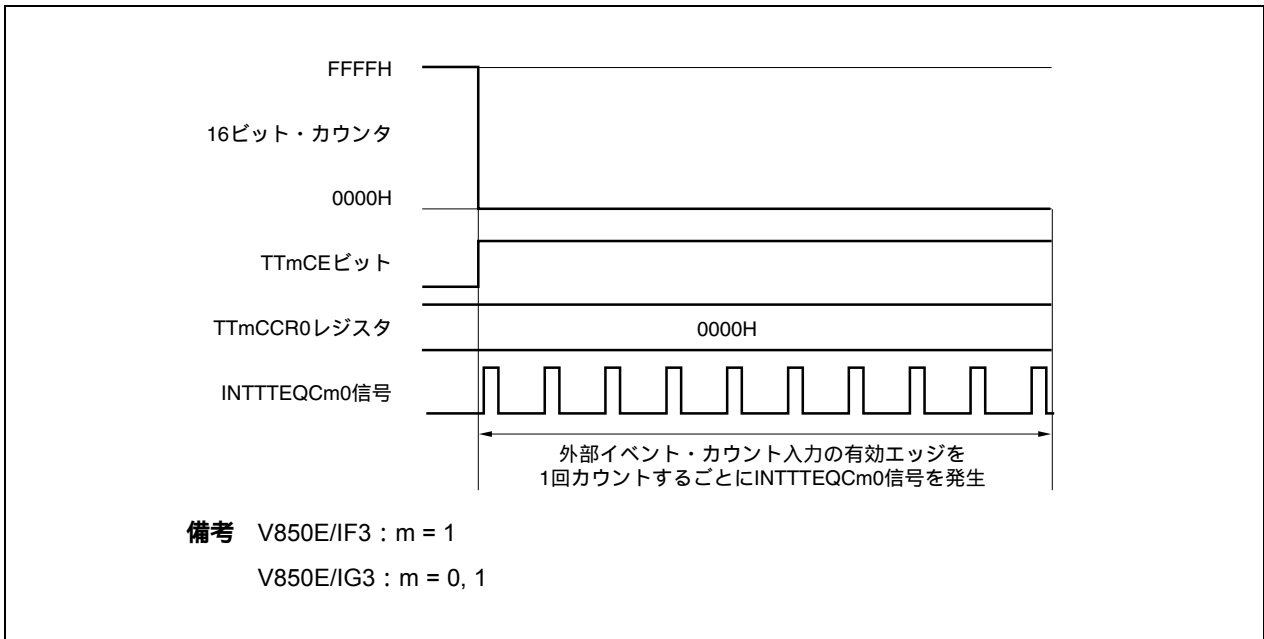 FFFFH
16ビット・カウンタ
0000H
TTmCEビット
TTmCCR0レジスタ
0000H
INTTTEQCm0信号
外部イベント・カウント入力の有効エッジを
1回カウントするごとにINTTTEQCm0信号を発生
備考 V850E/IF3：m = 1
V850E/IG3：m = 0, 1